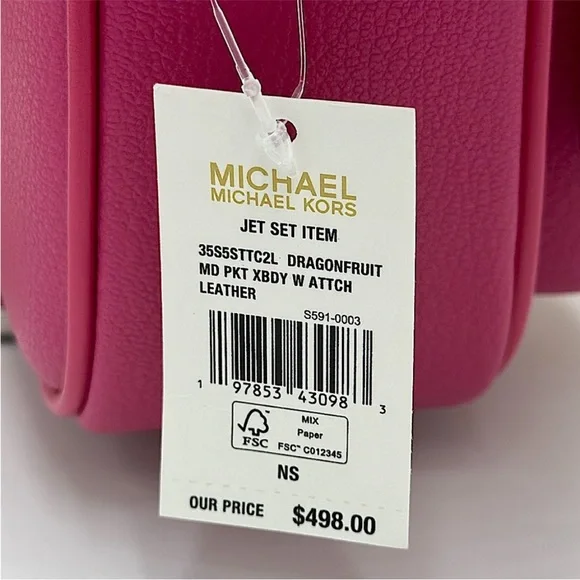 MICHAEL
MICHAEL KORS
JET SET ITEM
35S5STTC2L DRAGONFRUIT
MD PKT XBDY W ATTCH
LEATHER
S591-0003
1 97853 43098 3
FSC
MIX
Paper
FSC™ C012345
NS
OUR PRICE $498.00